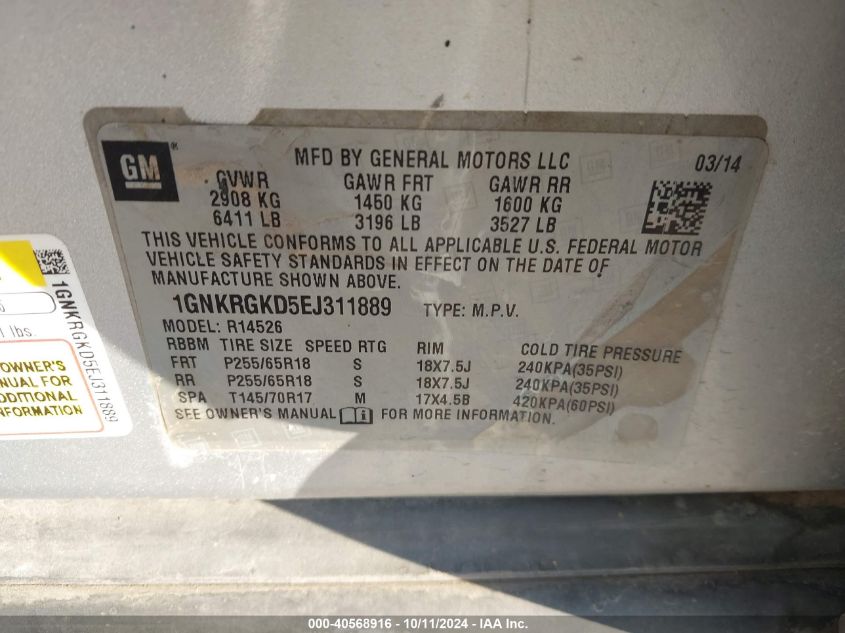 GM
MFD BY GENERAL MOTORS LLC 03/14
GVWR GAWR FRT GAWR RR
2908 KG 1450 KG 1600 KG
6411 LB 3196 LB 3527 LB
THIS VEHICLE CONFORMS TO ALL APPLICABLE U.S. FEDERAL MOTOR
VEHICLE SAFETY STANDARDS IN EFFECT ON THE DATE OF
MANUFACTURE SHOWN ABOVE.
1GNKRGKD5EJ311889 TYPE: M.P.V.
MODEL: R14526
RBBM TIRE SIZE SPEED RTG RIM COLD TIRE PRESSURE
FRT P255/65R18 S 18X7.5J 240KPA(35PSI)
RR P255/65R18 S 18X7.5J 240KPA(35PSI)
SPA T145/70R17 M 17X4.5B 420KPA(60PSI)
SEE OWNER'S MANUAL FOR MORE INFORMATION.
1GNKRGKD5EJ311889
lbs.
OWNER'S
MANUAL FOR
ADDITIONAL
INFORMATION
000-40568916 - 10/11/2024 - IAA Inc.